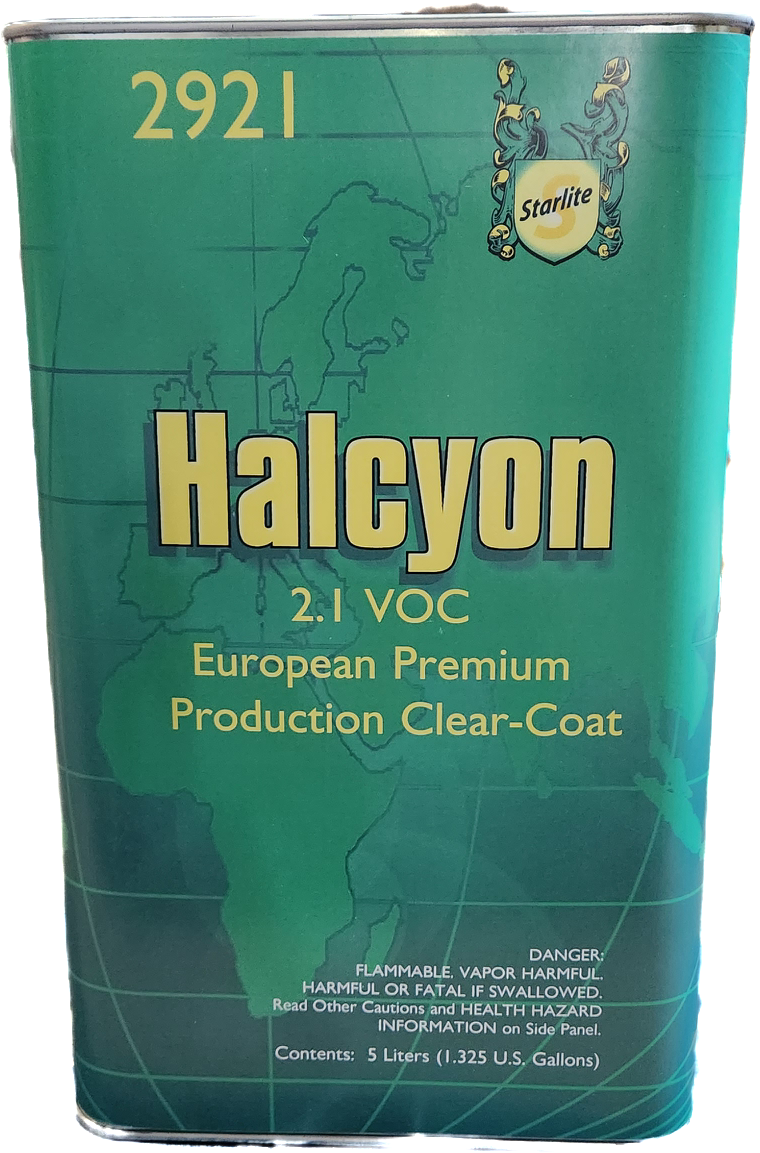 2921
S
Starlite
Halcyon
2.1 VOC
European Premium
Production Clear-Coat
DANGER:
FLAMMABLE. VAPOR HARMFUL.
HARMFUL OR FATAL IF SWALLOWED.
Read Other Cautions and HEALTH HAZARD
INFORMATION on Side Panel.
Contents: 5 Liters (1.325 U.S. Gallons)